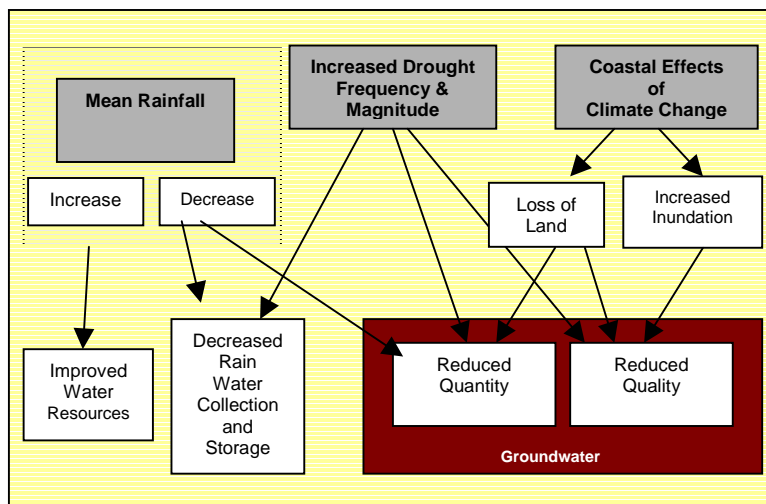 Mean Rainfall
Increased Drought
Frequency &
Magnitude
Coastal Effects
of
Climate Change
Increase
Decrease
Loss of
Land
Increased
Inundation
Improved
Water
Resources
Decreased
Rain
Water
Collection
and
Storage
Reduced
Quantity
Reduced
Quality
Groundwater